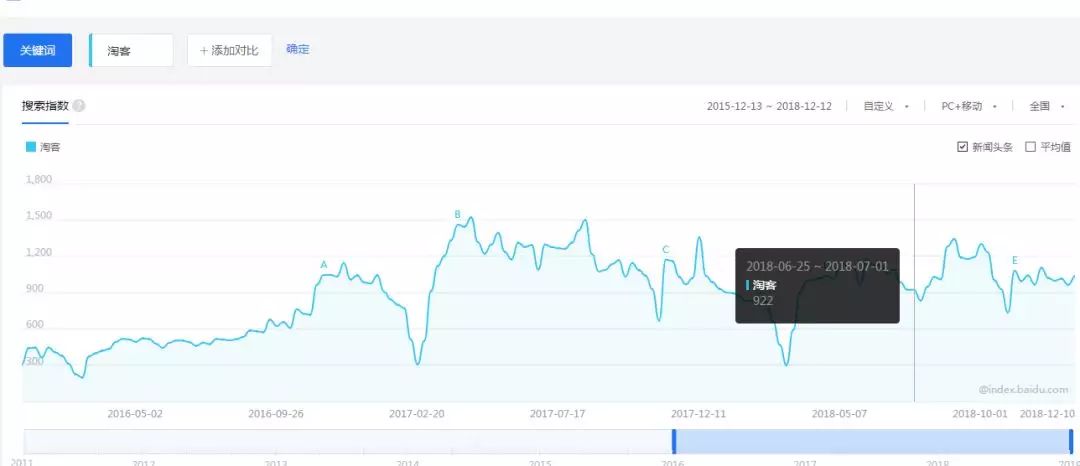 关键词 淘客 + 添加对比 确定
搜索指数 ? 2015-12-13 ~ 2018-12-12 自定义 PC+移动 全国
淘客 新闻头条 平均值
1,800
1,500
B
1,200
C
A
E
2018-06-25 ~ 2018-07-01
淘客
922
900
600
300
@index.baidu.com
2016-05-02 2016-09-26 2017-02-20 2017-07-17 2017-12-11 2018-05-07 2018-10-01 2018-12-10
2011 2012 2013 2014 2015 2016 2017 2018